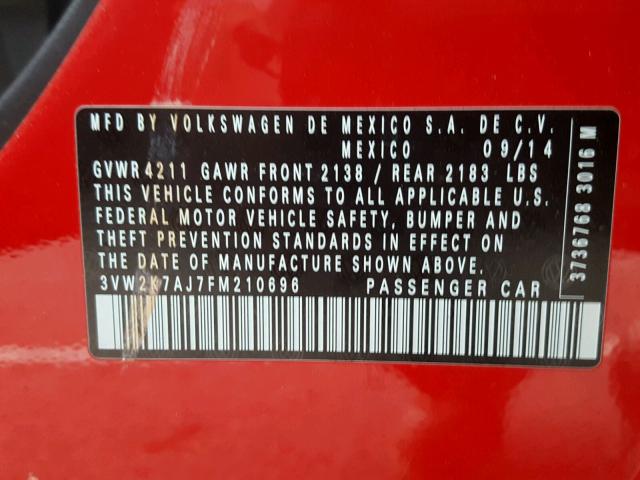 MFD BY VOLKSWAGEN DE MEXICO S.A. DE C.V.
MEXICO 09/14
GVWR 4211 GAWR FRONT 2138 / REAR 2183 LBS
THIS VEHICLE CONFORMS TO ALL APPLICABLE U.S.
FEDERAL MOTOR VEHICLE SAFETY, BUMPER AND
THEFT PREVENTION STANDARDS IN EFFECT ON
THE DATE OF MANUFACTURE SHOWN ABOVE.
3VW2K7AJ7FM210696 PASSENGER CAR
3736768 3016 M